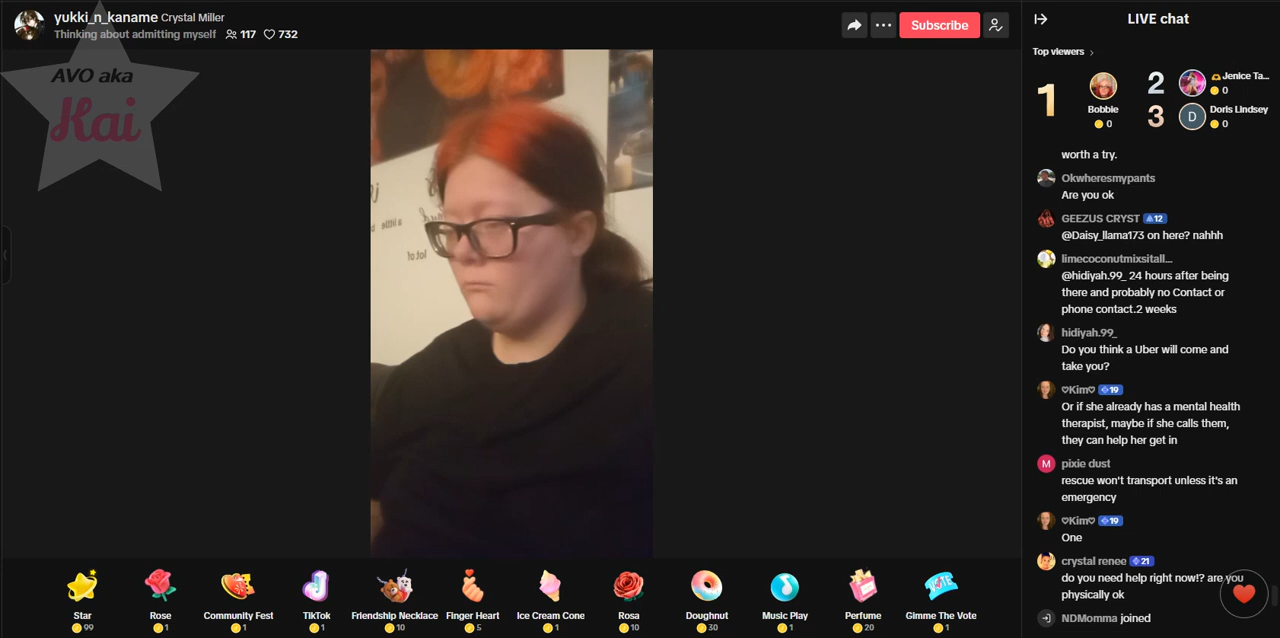 yukki_n_kaname Crystal Miller
Thinking about admitting myself 117 732
Subscribe
AVO aka
Kai
a little
lot of
Star
99
Rose
1
Community Fest
1
TikTok
1
Friendship Necklace
10
Finger Heart
5
Ice Cream Cone
1
Rosa
10
Doughnut
30
Music Play
1
Perfume
20
Gimme The Vote
1
LIVE chat
Top viewers
1
Bobbie
0
2
Jenice Ta...
0
3
D
Doris Lindsey
0
worth a try.
Okwheresmypants
Are you ok
GEEZUS CRYST 12
@Daisy_llama173 on here? nahhh
limecoconutmixsitall...
@hidiyah.99_ 24 hours after being
there and probably no Contact or
phone contact.2 weeks
hidiyah.99_
Do you think a Uber will come and
take you?
♡Kim♡ 19
Or if she already has a mental health
therapist, maybe if she calls them,
they can help her get in
M
pixie dust
rescue won't transport unless it's an
emergency
♡Kim♡ 19
One
crystal renee 21
do you need help right now!? are you
physically ok
NDMomma joined